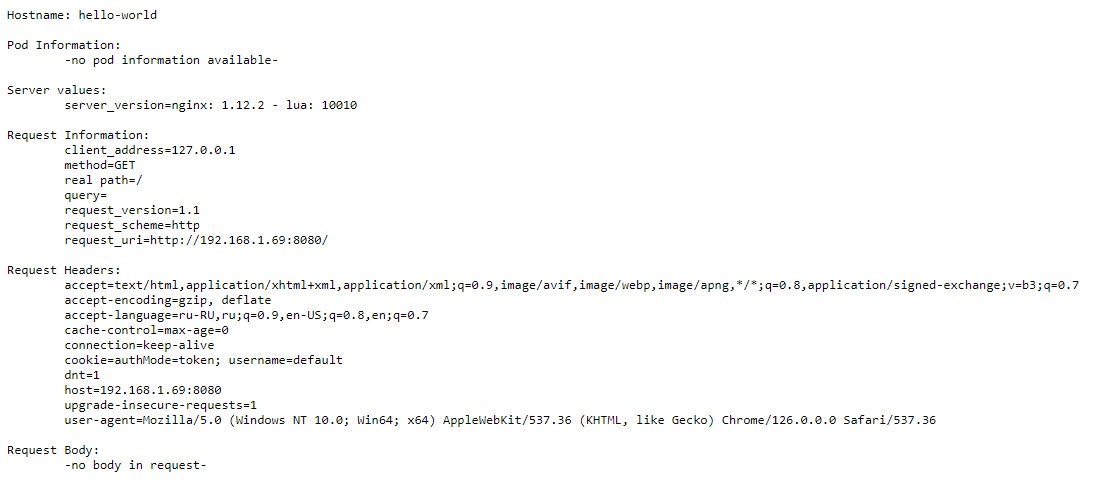 Hostname: hello-world
Pod Information:
-no pod information available-
Server values:
server_version=nginx: 1.12.2 - lua: 10010
Request Information:
client_address=127.0.0.1
method=GET
real path=/
query=
request_version=1.1
request_scheme=http
request_uri=http://192.168.1.69:8080/
Request Headers:
accept=text/html,application/xhtml+xml,application/xml;q=0.9,image/avif,image/webp,image/apng,*/*;q=0.8,application/signed-exchange;v=b3;q=0.7
accept-encoding=gzip, deflate
accept-language=ru-RU,ru;q=0.9,en-US;q=0.8,en;q=0.7
cache-control=max-age=0
connection=keep-alive
cookie=authMode=token; username=default
dnt=1
host=192.168.1.69:8080
upgrade-insecure-requests=1
user-agent=Mozilla/5.0 (Windows NT 10.0; Win64; x64) AppleWebKit/537.36 (KHTML, like Gecko) Chrome/126.0.0.0 Safari/537.36
Request Body:
-no body in request-